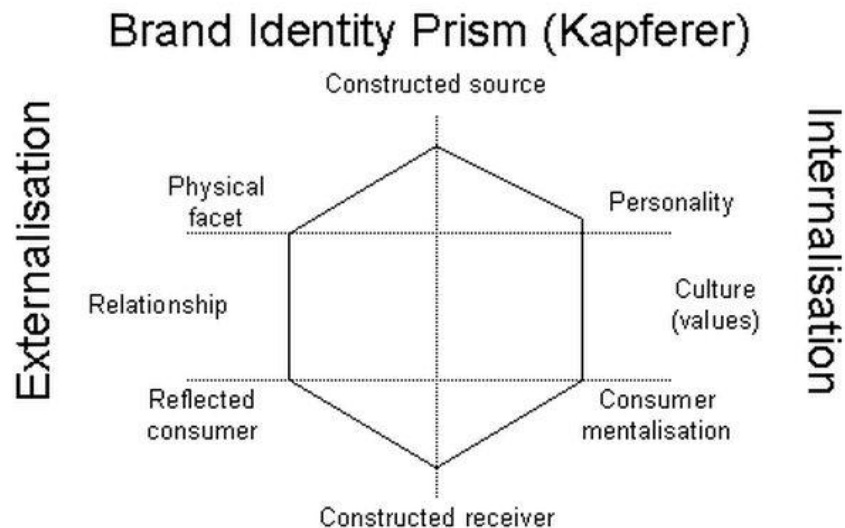 Brand Identity Prism (Kapferer)
Constructed source
Externalisation
Internalisation
Physical
facet
Personality
Relationship
Culture
(values)
Reflected
consumer
Consumer
mentalisation
Constructed receiver